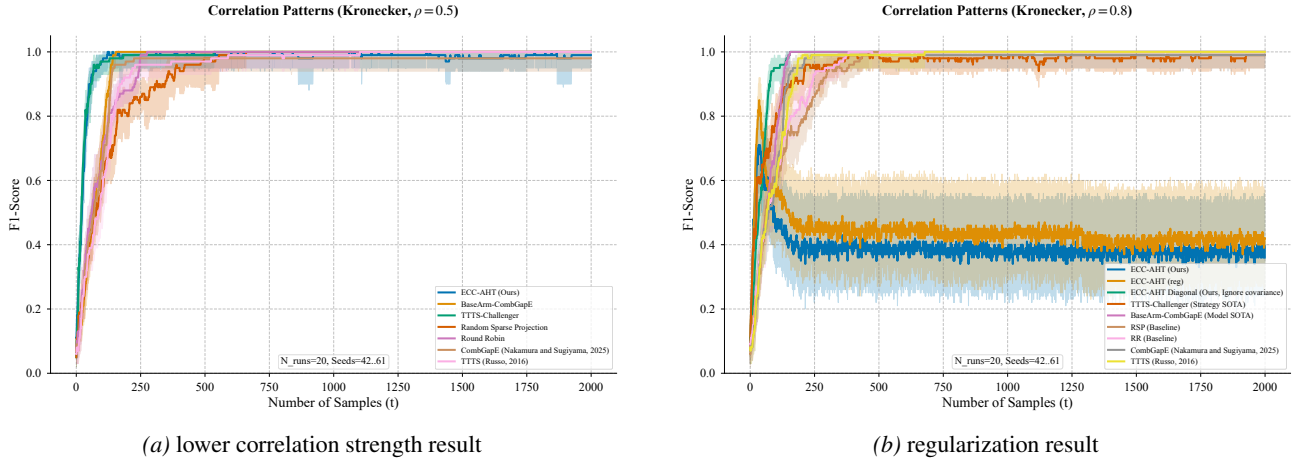 Correlation Patterns (Kronecker, ρ=0.5)
F1-Score
1.0
0.8
0.6
0.4
0.2
0.0
ECC-AHT (Ours)
BaseArm-CombGapE
TTTS-Challenger
Random Sparse Projection
Round Robin
CombGapE (Nakamura and Sugiyama, 2025)
TTTS (Russo, 2016)
N_runs=20, Seeds=42..61
0 250 500 750 1000 1250 1500 1750 2000
Number of Samples (t)
(a) lower correlation strength result
Correlation Patterns (Kronecker, ρ=0.8)
F1-Score
1.0
0.8
0.6
0.4
0.2
0.0
ECC-AHT (Ours)
ECC-AHT (reg)
ECC-AHT Diagonal (Ours, Ignore covariance)
TTTS-Challenger (Strategy SOTA)
BaseArm-CombGapE (Model SOTA)
RSP (Baseline)
RR (Baseline)
CombGapE (Nakamura and Sugiyama, 2025)
TTTS (Russo, 2016)
N_runs=20, Seeds=42..61
0 250 500 750 1000 1250 1500 1750 2000
Number of Samples (t)
(b) regularization result